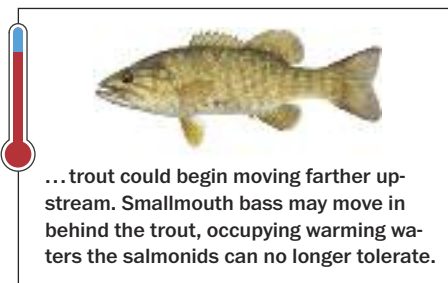 ...trout could begin moving farther up-
stream. Smallmouth bass may move in
behind the trout, occupying warming wa-
ters the salmonids can no longer tolerate.